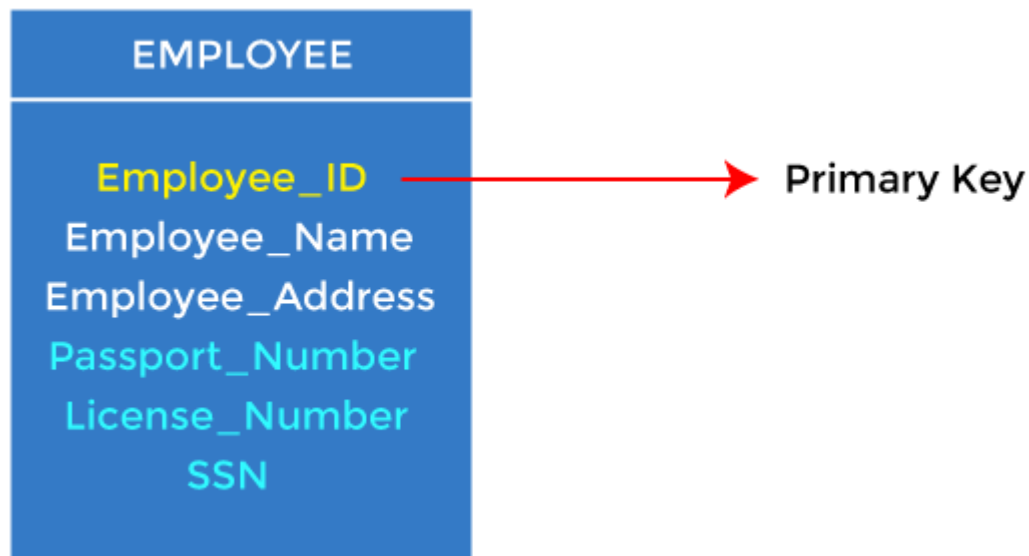 EMPLOYEE
Employee_ID
Primary Key
Employee_Name
Employee_Address
Passport_Number
License_Number
SSN